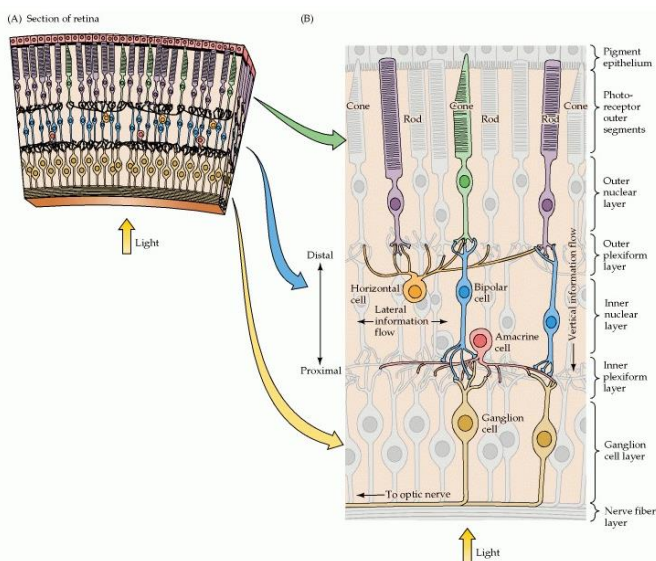 (A) Section of retina
Light
Distal
Proximal
(B)
Cone
Rod
Cone
Rod
Rod
Cone
Horizontal
cell
Bipolar
cell
Lateral
information
flow
Amacrine
cell
Vertical information flow
Ganglion
cell
To optic nerve
Light
Pigment
epithelium
Photo-
receptor
outer
segments
Outer
nuclear
layer
Outer
plexiform
layer
Inner
nuclear
layer
Inner
plexiform
layer
Ganglion
cell layer
Nerve fiber
layer